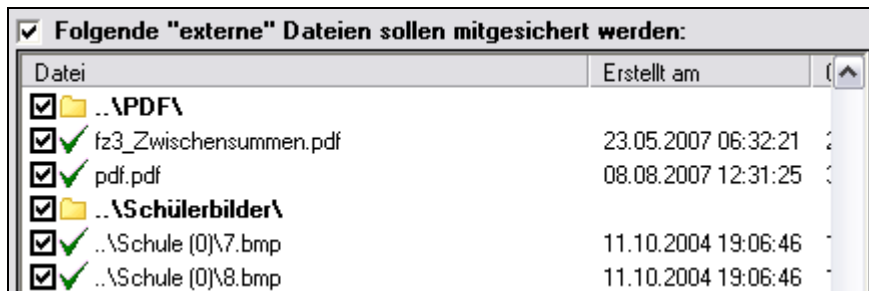 Folgende "externe" Dateien sollen mitgesichert werden:
Datei Erstellt am
..\PDF\
fz3_Zwischensummen.pdf 23.05.2007 06:32:21
pdf.pdf 08.08.2007 12:31:25
..\Schülerbilder\
..\Schule (0)\7.bmp 11.10.2004 19:06:46
..\Schule (0)\8.bmp 11.10.2004 19:06:46